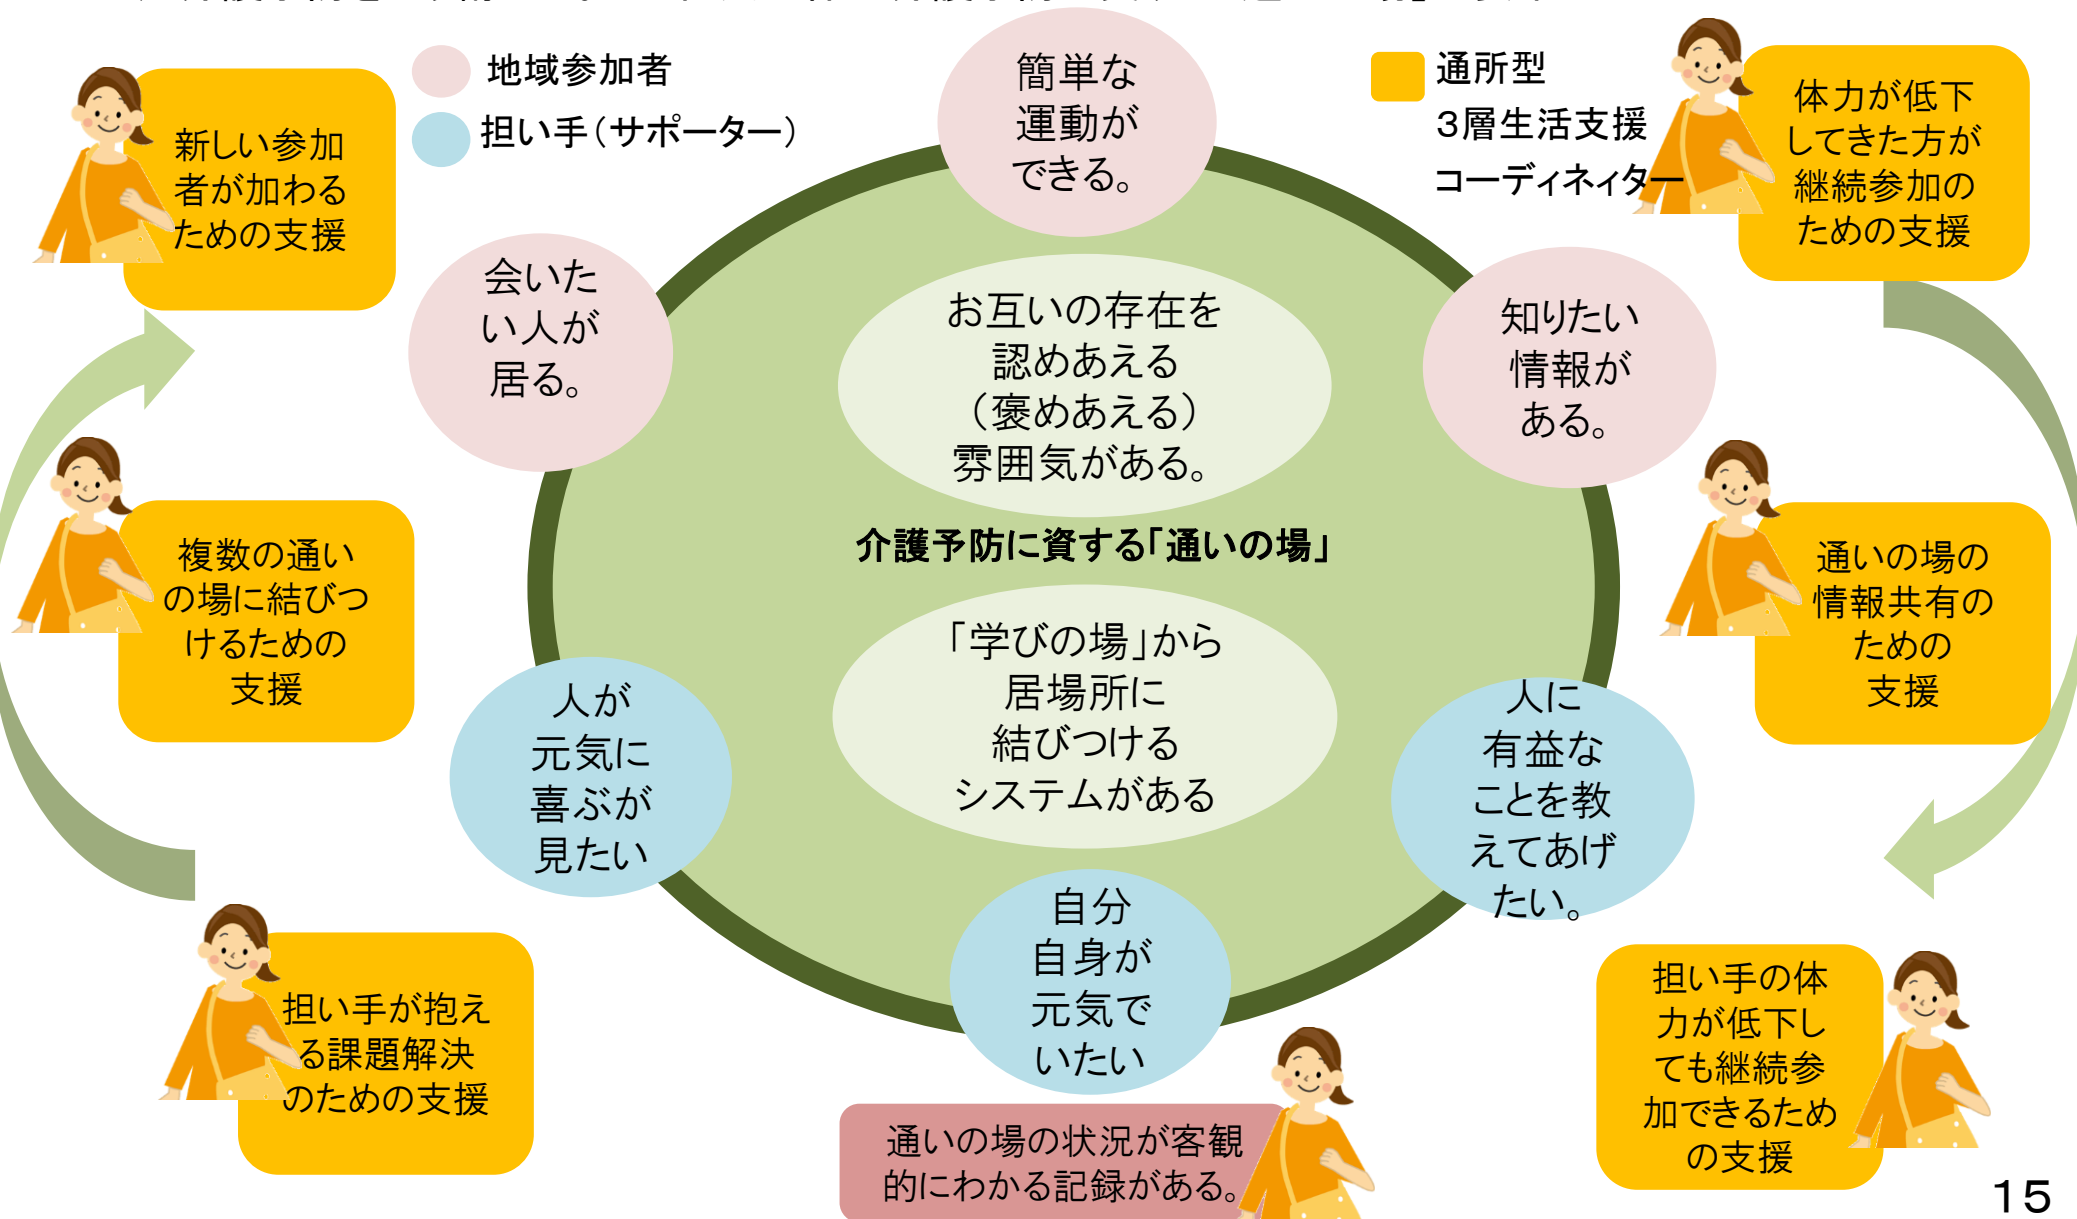 地域参加者
担い手(サポーター)
通所型
3層生活支援
コーディネィター
新しい参加
者が加わる
ための支援
簡単な
運動が
できる。
体力が低下
してきた方が
継続参加の
ための支援
会いた
い人が
居る。
お互いの存在を
認めあえる
(褒めあえる)
雰囲気がある。
知りたい
情報が
ある。
介護予防に資する「通いの場」
複数の通い
の場に結びつ
けるための
支援
通いの場の
情報共有の
ための
支援
「学びの場」から
居場所に
結びつける
システムがある
人が
元気に
喜ぶが
見たい
人に
有益な
ことを教
えてあげ
たい。
自分
自身が
元気で
いたい
担い手が抱え
る課題解決
のための支援
担い手の体
力が低下し
ても継続参
加できるため
の支援
通いの場の状況が客観
的にわかる記録がある。
15